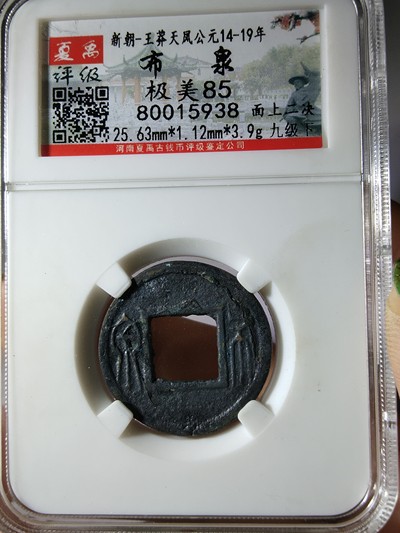 夏禹
评级
新朝-王莽天凤公元14-19年
布 泉
极美85
80015938 面上一决
25.63mm*1.12mm*3.9g 九级下
河南夏禹古钱币评级鉴定公司